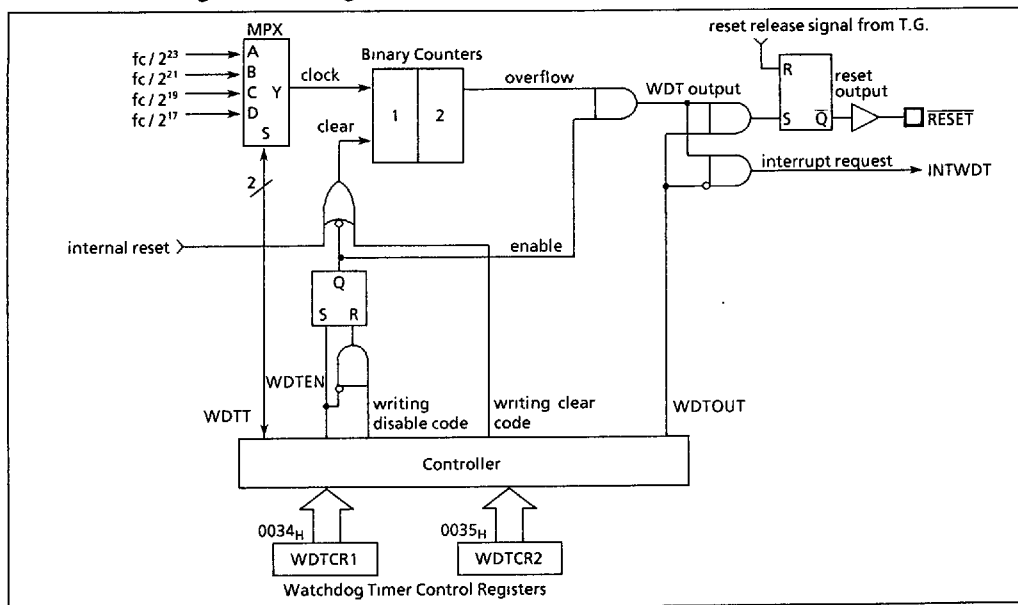 MPX
reset release signal from T.G.
fc / 2²³
fc / 2²¹
fc / 2¹⁹
fc / 2¹⁷
A
B
C
D
Y
S
clock
Binary Counters
1 2
overflow
WDT output
R
S
Q̅
reset
output
R̅E̅S̅E̅T̅
clear
interrupt request
INTWDT
2
internal reset
enable
Q
S R
WDTEN
WDTT
writing
disable code
writing clear
code
WDTOUT
Controller
0034H
WDTCR1
0035H
WDTCR2
Watchdog Timer Control Registers